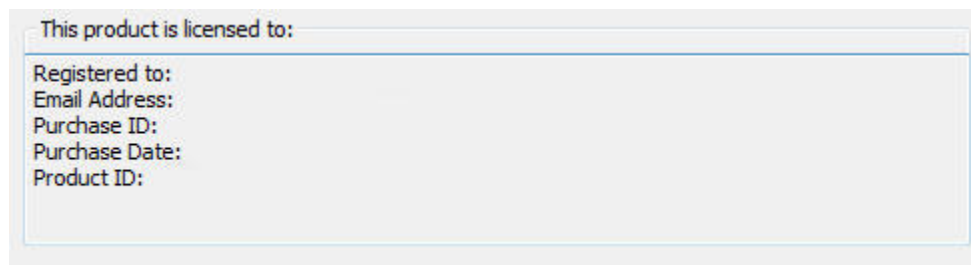 This product is licensed to:
Registered to:
Email Address:
Purchase ID:
Purchase Date:
Product ID: